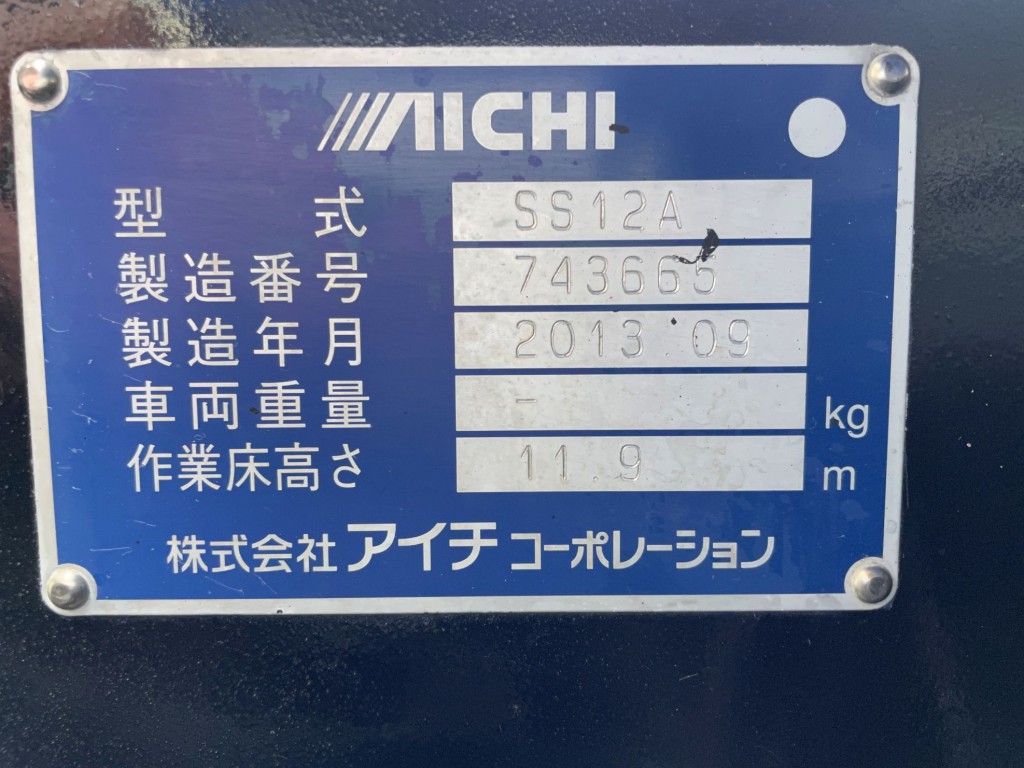 AICHI
型式 SS12A
製造番号 743665
製造年月 2013 09
車両重量 - kg
作業床高さ 11.9 m
株式会社アイチコーポレーション